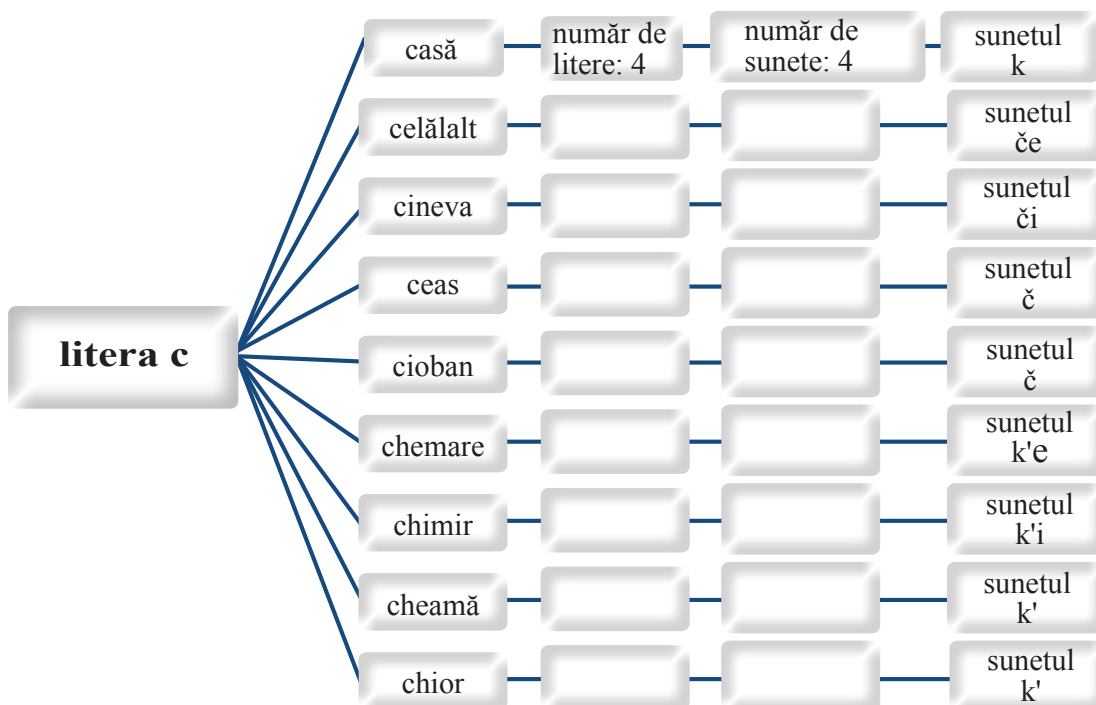 litera c
casă
număr de
litere: 4
număr de
sunete: 4
sunetul
k
celălalt
sunetul
če
cineva
sunetul
či
ceas
sunetul
č
cioban
sunetul
č
chemare
sunetul
k'e
chimir
sunetul
k'i
cheamă
sunetul
k'
chior
sunetul
k'